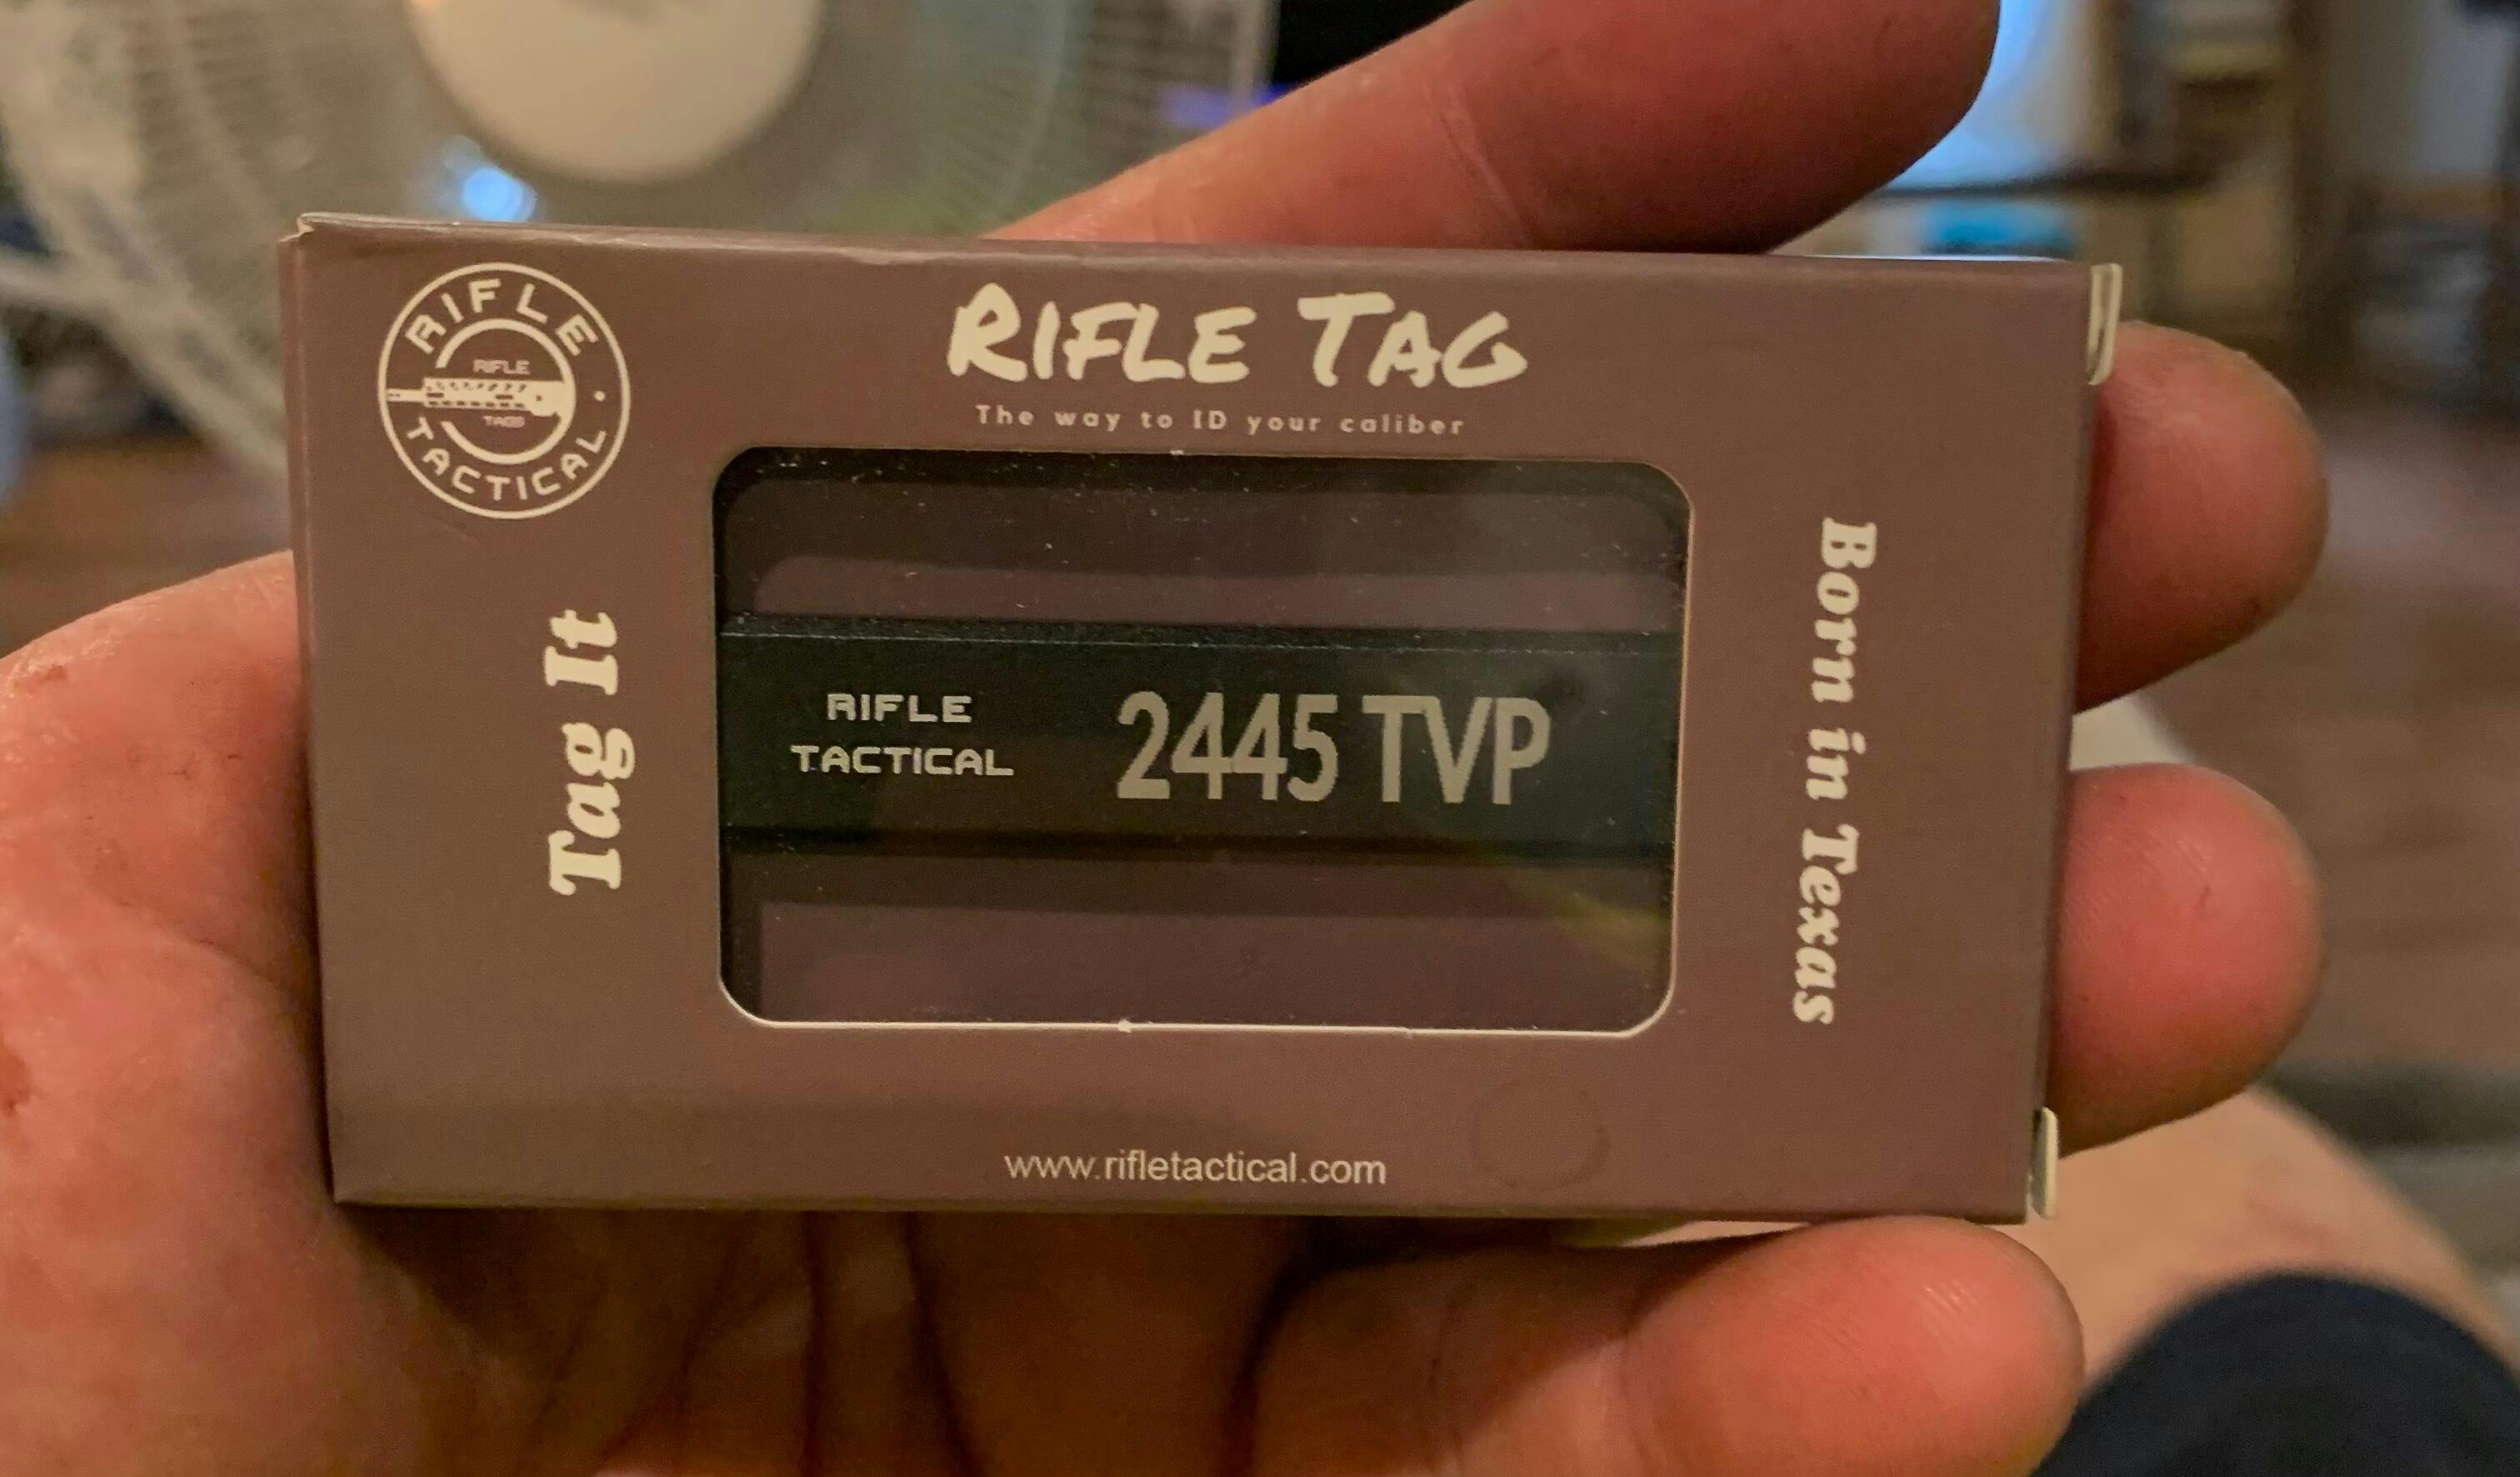 RIFLE
RIFLE
TAGS
TACTICAL
RIFLE TAG
The way to ID your caliber
Tag It
RIFLE
TACTICAL
2445 TVP
Born in Texas
www.rifletactical.com